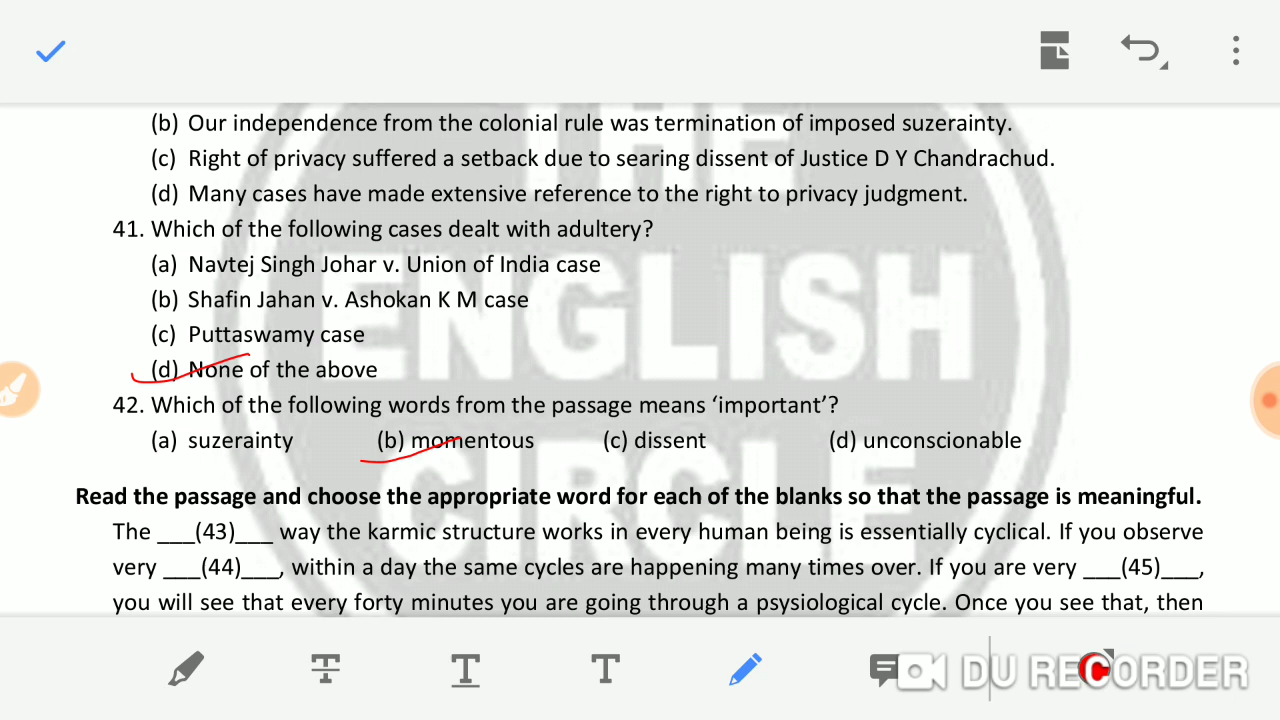 (b) Our independence from the colonial rule was termination of imposed suzerainty.
(c) Right of privacy suffered a setback due to searing dissent of Justice D Y Chandrachud.
(d) Many cases have made extensive reference to the right to privacy judgment.
41. Which of the following cases dealt with adultery?
(a) Navtej Singh Johar v. Union of India case
(b) Shafin Jahan v. Ashokan K M case
(c) Puttaswamy case
(d) None of the above
42. Which of the following words from the passage means ‘important’?
(a) suzerainty (b) momentous (c) dissent (d) unconscionable
Read the passage and choose the appropriate word for each of the blanks so that the passage is meaningful.
The ___(43)___ way the karmic structure works in every human being is essentially cyclical. If you observe
very ___(44)___, within a day the same cycles are happening many times over. If you are very ___(45)___,
you will see that every forty minutes you are going through a psysiological cycle. Once you see that, then
THE
ENGLISH
CIRCLE
T T T
DU RECORDER